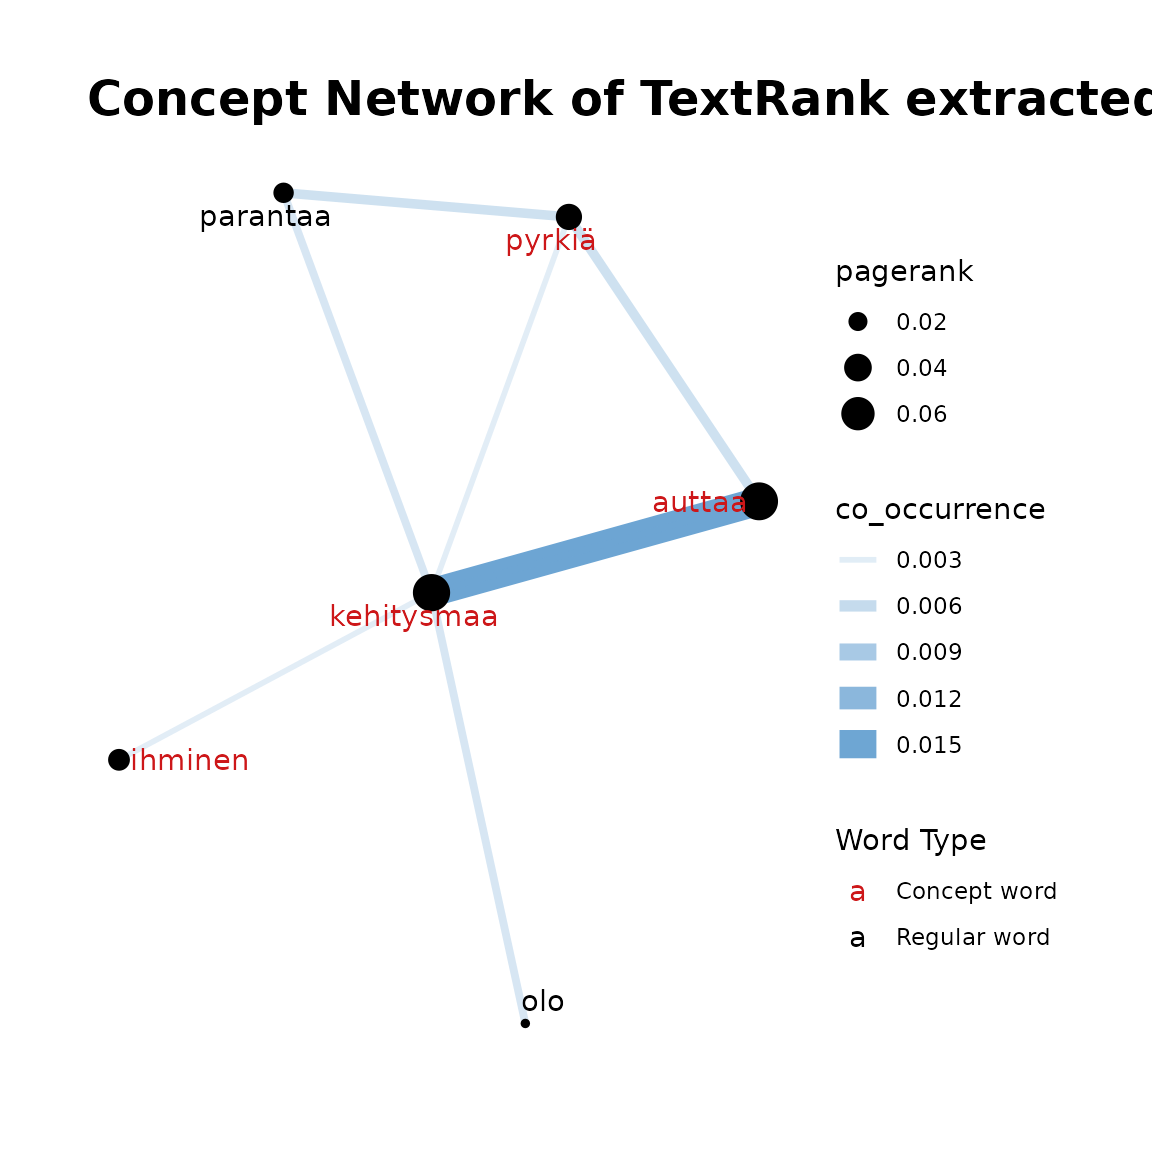 Concept Network of TextRank extracted
parantaa
pyrkiä
auttaa
kehitysmaa
ihminen
olo
pagerank
0.02
0.04
0.06
co_occurrence
0.003
0.006
0.009
0.012
0.015
Word Type
a Concept word
a Regular word